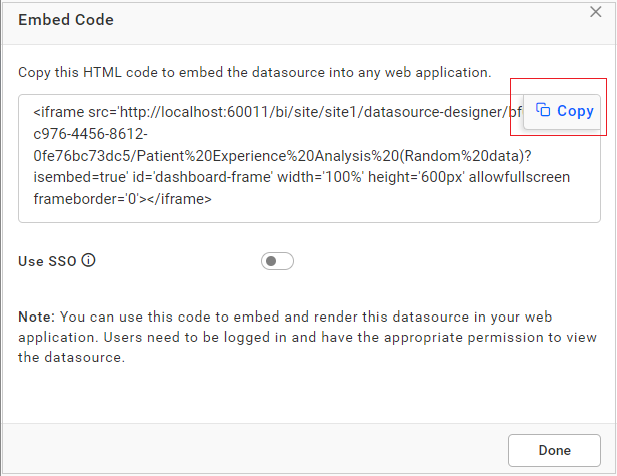 Embed Code
Copy this HTML code to embed the datasource into any web application.
<iframe src='http://localhost:60011/bi/site/site1/datasource-designer/bf
Copy
c976-4456-8612-
0fe76bc73dc5/Patient%20Experience%20Analysis%20(Random%20data)?
isembed=true' id='dashboard-frame' width='100%' height='600px' allowfullscreen
frameborder='0'></iframe>
Use SSO
Note: You can use this code to embed and render this datasource in your web
application. Users need to be logged in and have the appropriate permission to view
the datasource.
Done